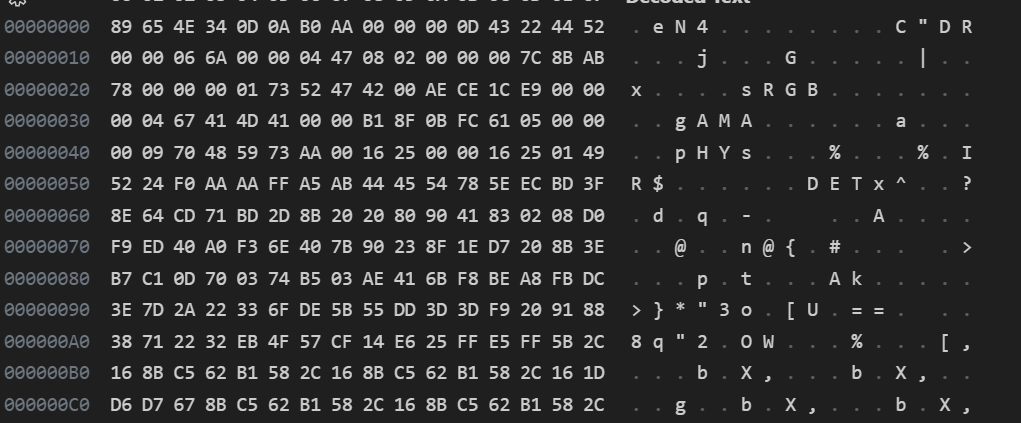 Decoded Text
00000000 89 65 4E 34 0D 0A B0 AA 00 00 00 0D 43 22 44 52 . e N 4 . . . . . . . . C " D R
00000010 00 00 06 6A 00 00 04 47 08 02 00 00 00 7C 8B AB . . . j . . . G . . . . . | . .
00000020 78 00 00 00 01 73 52 47 42 00 AE CE 1C E9 00 00 x . . . . s R G B . . . . . . .
00000030 00 04 67 41 4D 41 00 00 B1 8F 0B FC 61 05 00 00 . . g A M A . . . . . . a . . .
00000040 00 09 70 48 59 73 AA 00 16 25 00 00 16 25 01 49 . . p H Y s . . . % . . . % . I
00000050 52 24 F0 AA AA FF A5 AB 44 45 54 78 5E EC BD 3F R $ . . . . . . D E T x ^ . . ?
00000060 8E 64 CD 71 BD 2D 8B 20 20 80 90 41 83 02 08 D0 . d . q . - . . . A . . . .
00000070 F9 ED 40 A0 F3 6E 40 7B 90 23 8F 1E D7 20 8B 3E . . @ . . n @ { . # . . . . >
00000080 B7 C1 0D 70 03 74 B5 03 AE 41 6B F8 BE A8 FB DC . . . p . t . . . A k . . . . .
00000090 3E 7D 2A 22 33 6F DE 5B 55 DD 3D 3D F9 20 91 88 > } * " 3 o . [ U . = = . . .
000000A0 38 71 22 32 EB 4F 57 CF 14 E6 25 FF E5 FF 5B 2C 8 q " 2 . O W . . . % . . . [ ,
000000B0 16 8B C5 62 B1 58 2C 16 8B C5 62 B1 58 2C 16 1D . . . b . X , . . . b . X , . .
000000C0 D6 D7 67 8B C5 62 B1 58 2C 16 8B C5 62 B1 58 2C . . g . . b . X , . . . b . X ,